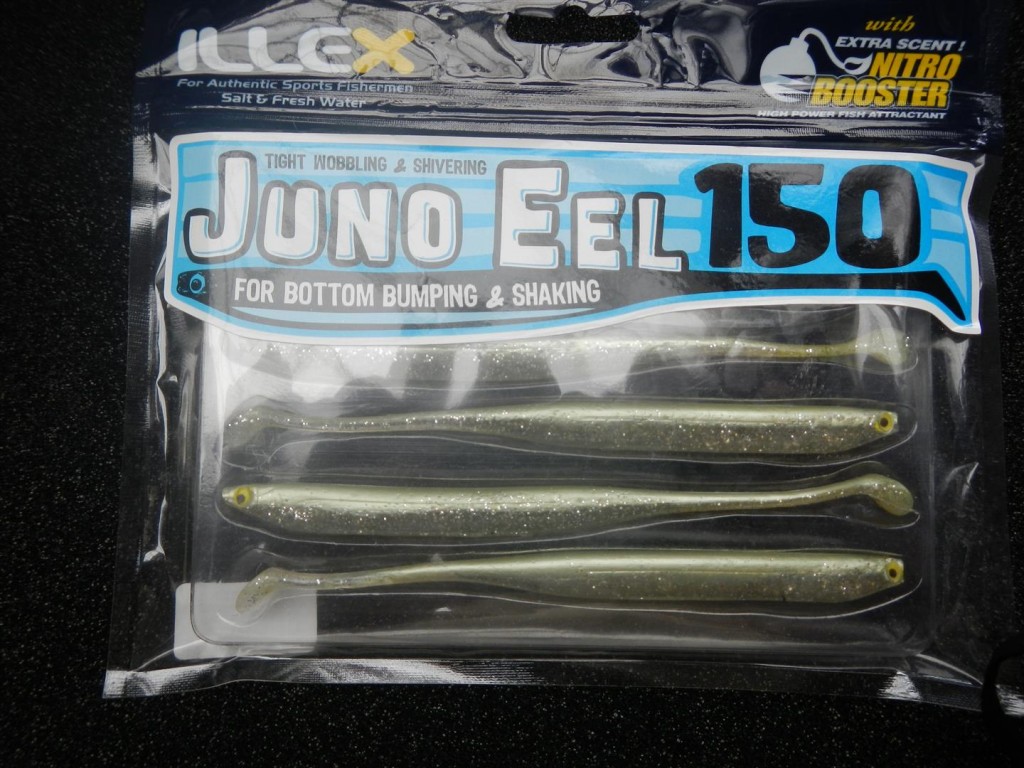 ILLEX
For Authentic Sports Fishermen
Salt & Fresh Water
with
EXTRA SCENT !
NITRO
BOOSTER
HIGH POWER FISH ATTRACTANT
TIGHT WOBBLING & SHIVERING
JUNO EEL 150
FOR BOTTOM BUMPING & SHAKING